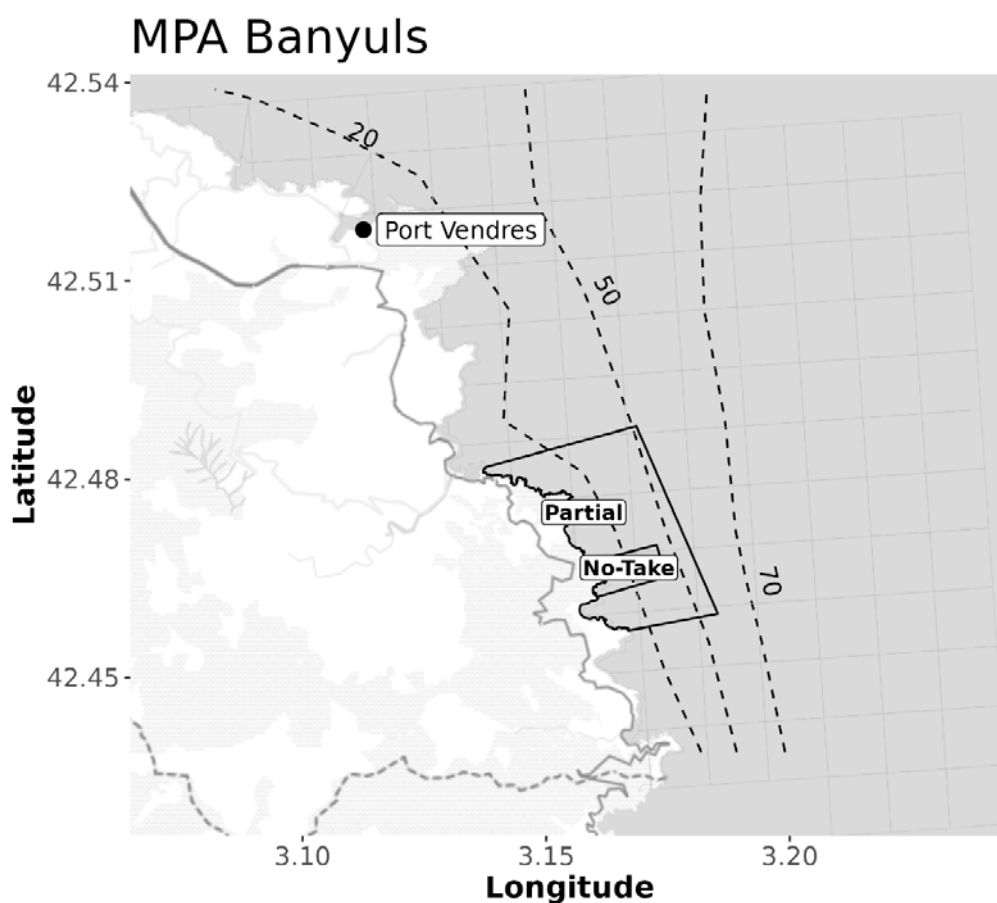 MPA Banyuls
42.54
20
Port Vendres
42.51
50
42.48
Partial
No-Take
70
42.45
3.10
3.15
3.20
Latitude
Longitude